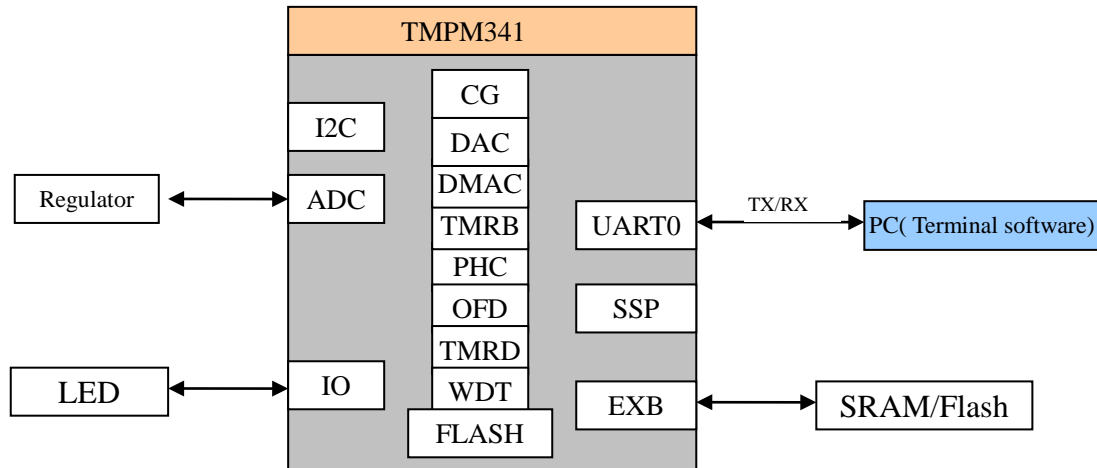 TMPM341
CG
I2C
DAC
Regulator
ADC
DMAC
TMRB
UART0
TX/RX
PC( Terminal software)
PHC
OFD
SSP
TMRD
LED
IO
WDT
EXB
SRAM/Flash
FLASH